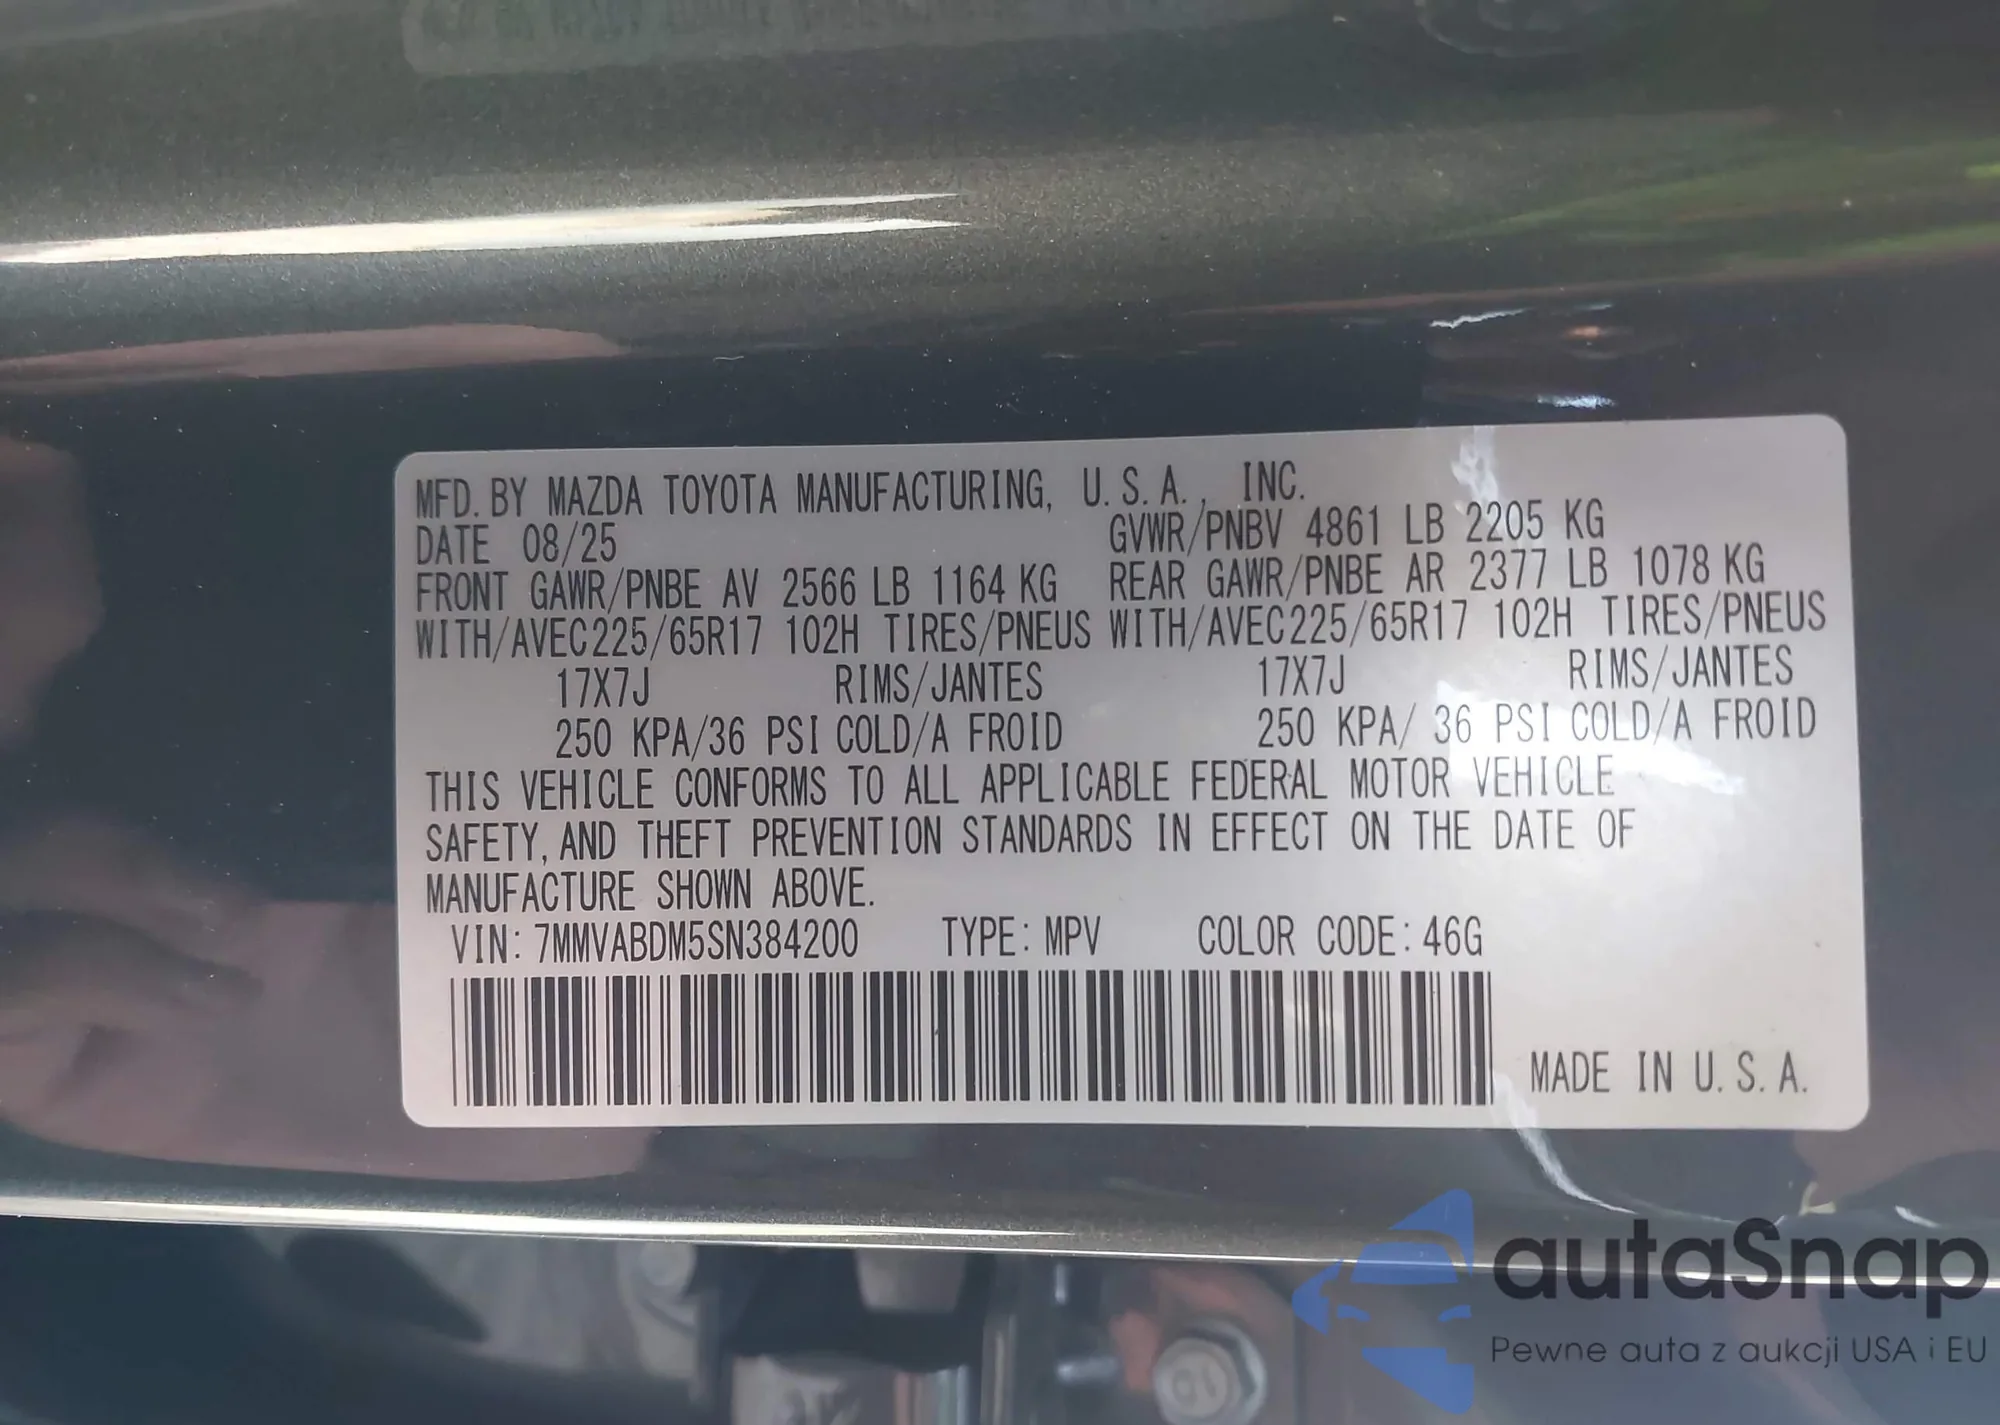 MFD. BY MAZDA TOYOTA MANUFACTURING, U.S.A., INC.
DATE 08/25 GVWR/PNBV 4861 LB 2205 KG
FRONT GAWR/PNBE AV 2566 LB 1164 KG REAR GAWR/PNBE AR 2377 LB 1078 KG
WITH/AVEC225/65R17 102H TIRES/PNEUS WITH/AVEC225/65R17 102H TIRES/PNEUS
17X7J RIMS/JANTES 17X7J RIMS/JANTES
250 KPA/36 PSI COLD/A FROID 250 KPA/ 36 PSI COLD/A FROID
THIS VEHICLE CONFORMS TO ALL APPLICABLE FEDERAL MOTOR VEHICLE
SAFETY, AND THEFT PREVENTION STANDARDS IN EFFECT ON THE DATE OF
MANUFACTURE SHOWN ABOVE.
VIN: 7MMVABDM5SN384200 TYPE: MPV COLOR CODE: 46G
MADE IN U.S.A.
autaSnap
Pewne auta z aukcji USA i EU